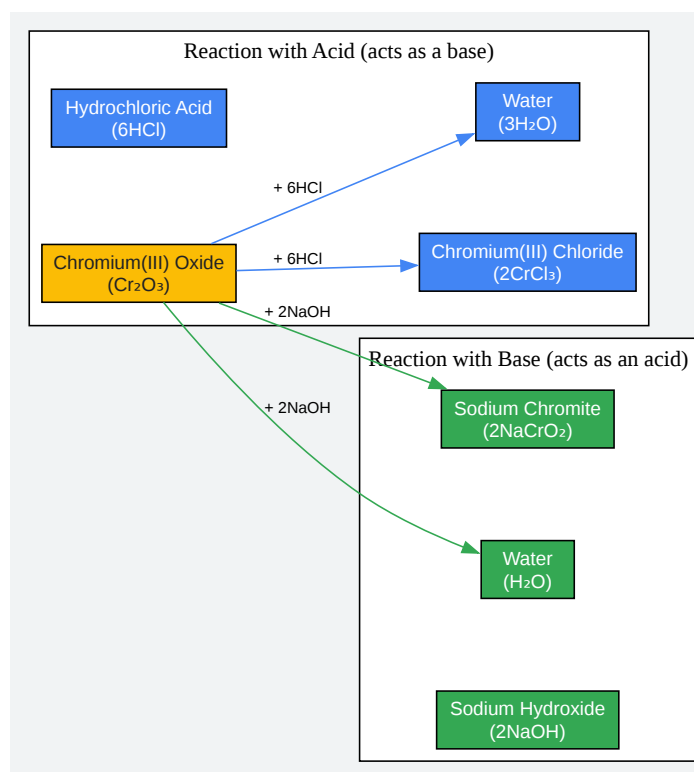 Reaction with Acid (acts as a base)
Hydrochloric Acid
(6HCl)
Water
(3H₂O)
+ 6HCl
Chromium(III) Oxide
(Cr₂O₃)
+ 6HCl
Chromium(III) Chloride
(2CrCl₃)
+ 2NaOH
Reaction with Base (acts as an acid)
+ 2NaOH
Sodium Chromite
(2NaCrO₂)
Water
(H₂O)
Sodium Hydroxide
(2NaOH)